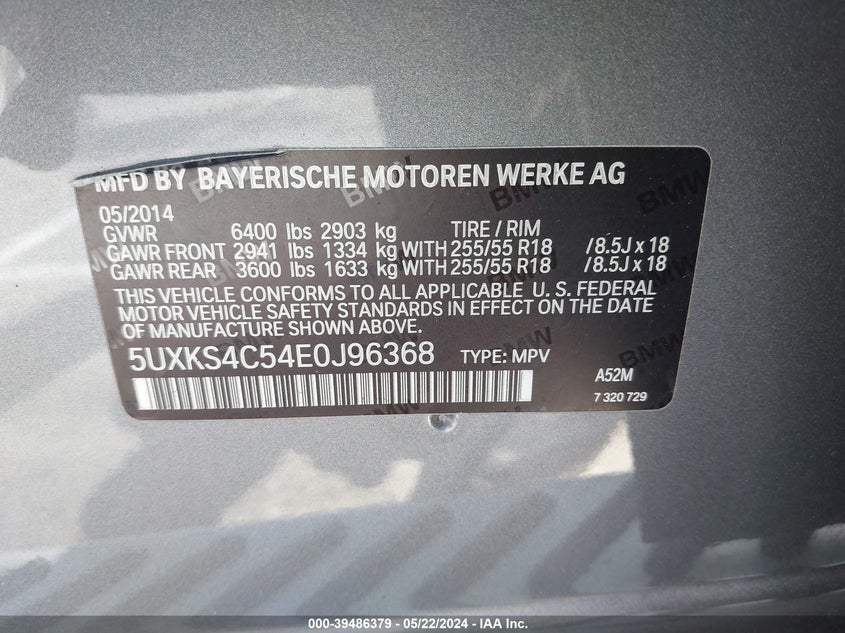 MFD BY BAYERISCHE MOTOREN WERKE AG
05/2014
GVWR 6400 lbs 2903 kg TIRE / RIM
GAWR FRONT 2941 lbs 1334 kg WITH 255/55 R18 /8.5J x 18
GAWR REAR 3600 lbs 1633 kg WITH 255/55 R18 /8.5J x 18
THIS VEHICLE CONFORMS TO ALL APPLICABLE U. S. FEDERAL
MOTOR VEHICLE SAFETY STANDARDS IN EFFECT ON THE DATE
OF MANUFACTURE SHOWN ABOVE.
5UXKS4C54E0J96368 TYPE: MPV
A52M
7 320 729
BMW
000-39486379 - 05/22/2024 - IAA Inc.